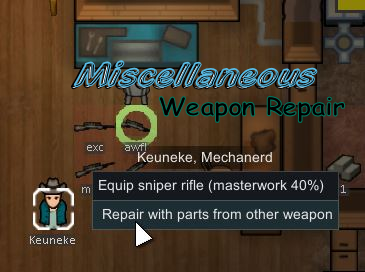 Miscellaneous
Weapon Repair
exc
awfl
Keuneke, Mechanerd
m
Equip sniper rifle (masterwork 40%)
1
Repair with parts from other weapon
Keuneke